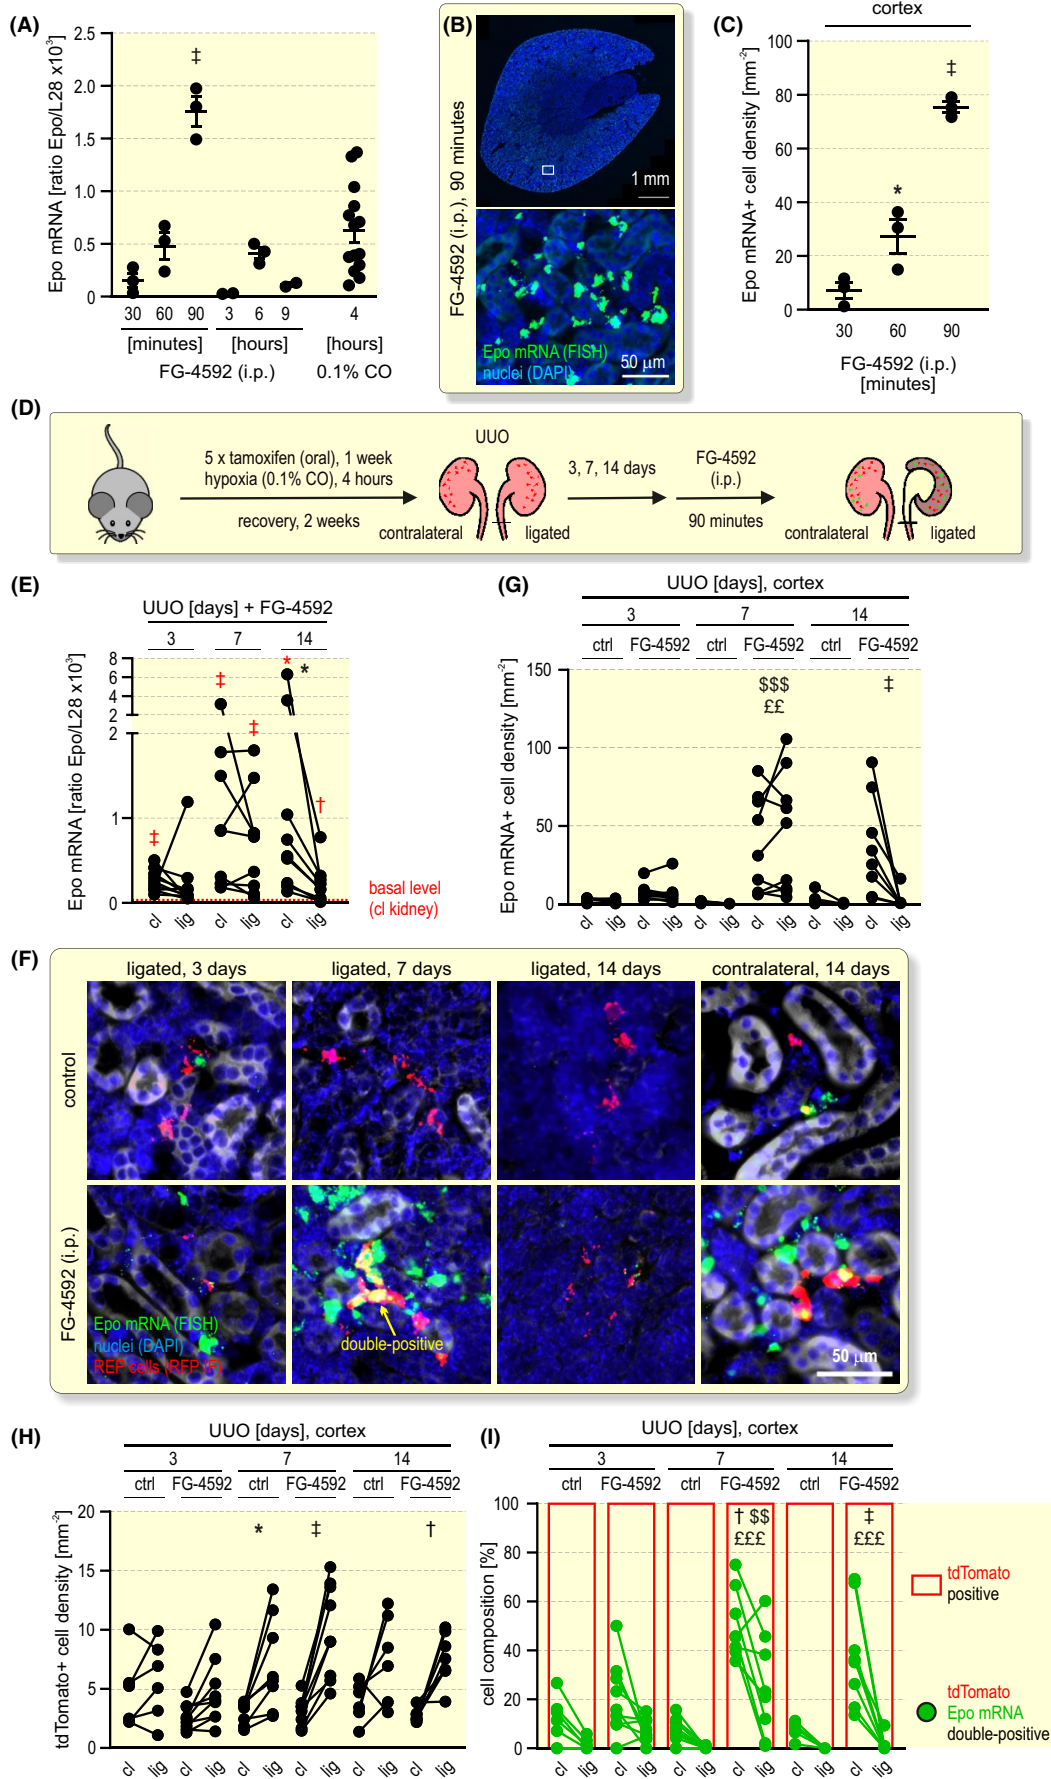 (A)
Epo mRNA [ratio Epo/L28 x10³]
2.5
2.0
1.5
1.0
0.5
0
‡
30 60 90 3 6 9 4
[minutes] [hours] [hours]
FG-4592 (i.p.) 0.1% CO
(B)
FG-4592 (i.p.), 90 minutes
1 mm
Epo mRNA (FISH)
nuclei (DAPI)
50 µm
(C)
cortex
Epo mRNA+ cell density [mm⁻²]
100
80
60
40
20
0
‡
*
30 60 90
FG-4592 (i.p.)
[minutes]
(D)
5 x tamoxifen (oral), 1 week
hypoxia (0.1% CO), 4 hours
recovery, 2 weeks
UUO
contralateral ligated
3, 7, 14 days
FG-4592
(i.p.)
90 minutes
contralateral ligated
(E)
UUO [days] + FG-4592
3 7 14
Epo mRNA [ratio Epo/L28 x10³]
8
6
4
2
2
1
0
‡ ‡ ‡ * * †
basal level
(cl kidney)
cl lig cl lig cl lig
(G)
UUO [days], cortex
3 7 14
ctrl FG-4592 ctrl FG-4592 ctrl FG-4592
Epo mRNA+ cell density [mm⁻²]
150
100
50
0
$$$
££
‡
cl lig cl lig cl lig cl lig cl lig cl lig
(F)
ligated, 3 days ligated, 7 days ligated, 14 days contralateral, 14 days
control
FG-4592 (i.p.)
Epo mRNA (FISH)
nuclei (DAPI)
REP cells (RFP IF)
double-positive
50 µm
(H)
UUO [days], cortex
3 7 14
ctrl FG-4592 ctrl FG-4592 ctrl FG-4592
tdTomato+ cell density [mm⁻²]
20
15
10
5
0
* ‡ †
cl lig cl lig cl lig cl lig cl lig cl lig
(I)
UUO [days], cortex
3 7 14
ctrl FG-4592 ctrl FG-4592 ctrl FG-4592
cell composition [%]
100
80
60
40
20
0
† $$
£££
‡
£££
cl lig cl lig cl lig cl lig cl lig cl lig
tdTomato
positive
tdTomato
Epo mRNA
double-positive